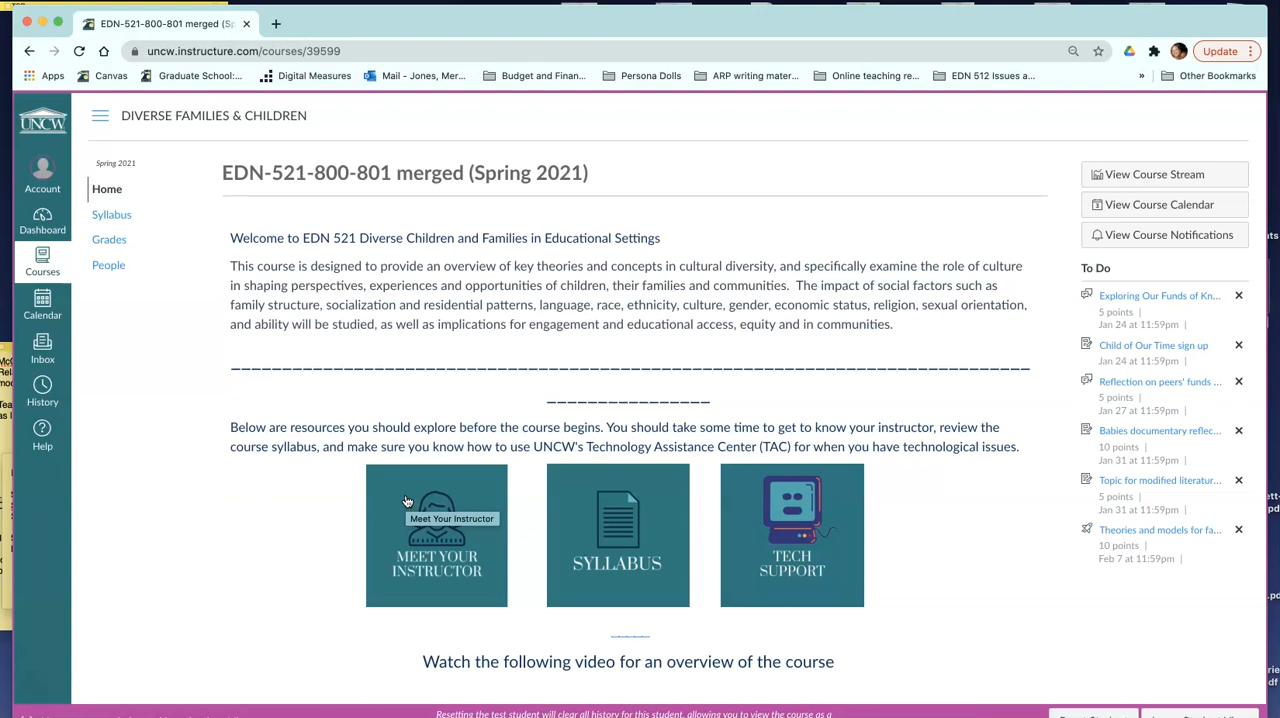 EDN-521-800-801 merged (Sp
uncw.instructure.com/courses/39599
Update
Apps
Canvas
Graduate School:...
Digital Measures
Mail - Jones, Mer...
Budget and Finan...
Persona Dolls
ARP writing mater...
Online teaching re...
EDN 512 Issues a...
»
Other Bookmarks
UNCW
Account
Dashboard
Courses
Calendar
Inbox
History
Help
DIVERSE FAMILIES & CHILDREN
Spring 2021
Home
Syllabus
Grades
People
EDN-521-800-801 merged (Spring 2021)
Welcome to EDN 521 Diverse Children and Families in Educational Settings
This course is designed to provide an overview of key theories and concepts in cultural diversity, and specifically examine the role of culture
in shaping perspectives, experiences and opportunities of children, their families and communities. The impact of social factors such as
family structure, socialization and residential patterns, language, race, ethnicity, culture, gender, economic status, religion, sexual orientation,
and ability will be studied, as well as implications for engagement and educational access, equity and in communities.
Below are resources you should explore before the course begins. You should take some time to get to know your instructor, review the
course syllabus, and make sure you know how to use UNCW's Technology Assistance Center (TAC) for when you have technological issues.
Meet Your Instructor
MEET YOUR
INSTRUCTOR
SYLLABUS
TECH
SUPPORT
Watch the following video for an overview of the course
View Course Stream
View Course Calendar
View Course Notifications
To Do
Exploring Our Funds of Kn...
5 points |
Jan 24 at 11:59pm |
Child of Our Time sign up
Jan 24 at 11:59pm |
Reflection on peers' funds ...
5 points |
Jan 27 at 11:59pm |
Babies documentary reflec...
10 points |
Jan 31 at 11:59pm |
Topic for modified literatur...
5 points |
Jan 31 at 11:59pm |
Theories and models for fa...
10 points |
Feb 7 at 11:59pm |
Resetting the test student will clear all history for this student, allowing you to view the course as a